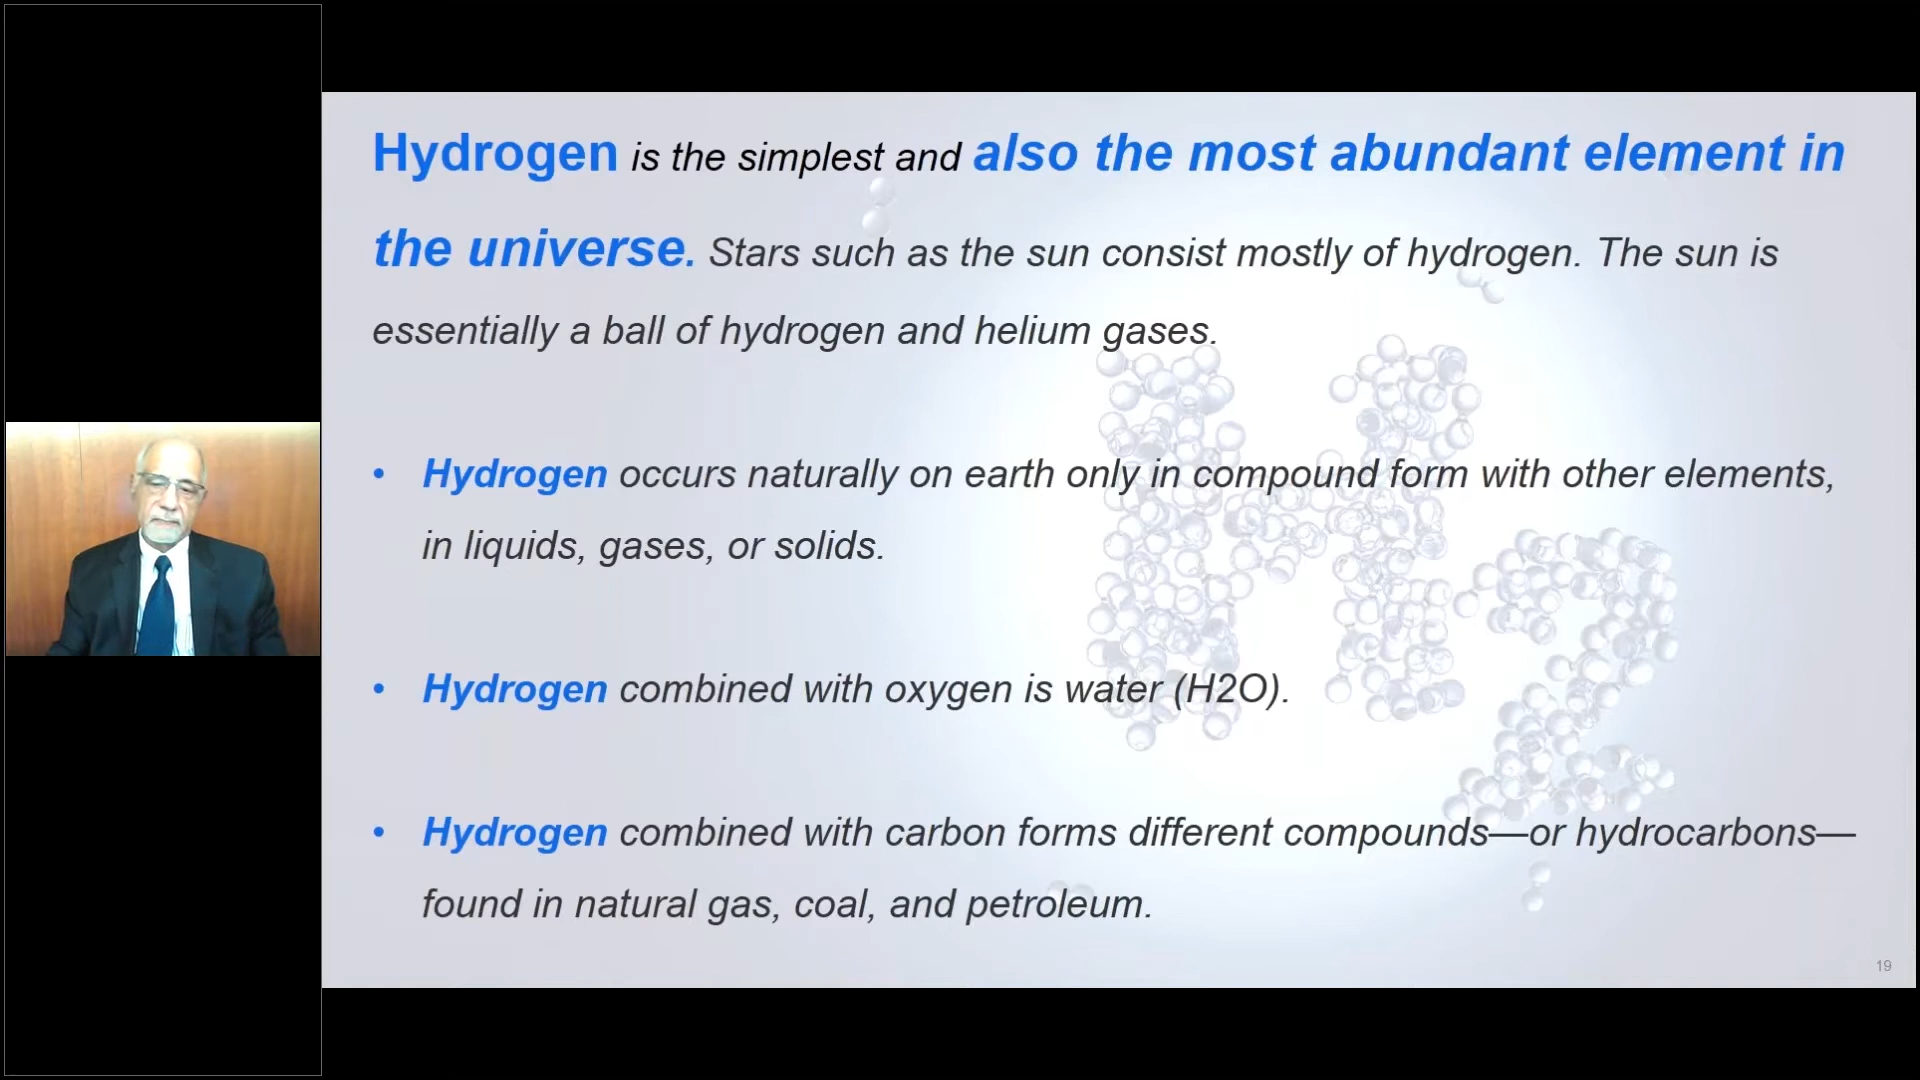 Hydrogen is the simplest and also the most abundant element in
the universe. Stars such as the sun consist mostly of hydrogen. The sun is
essentially a ball of hydrogen and helium gases.
• Hydrogen occurs naturally on earth only in compound form with other elements,
in liquids, gases, or solids.
• Hydrogen combined with oxygen is water (H2O).
• Hydrogen combined with carbon forms different compounds—or hydrocarbons—
found in natural gas, coal, and petroleum.
19
H2